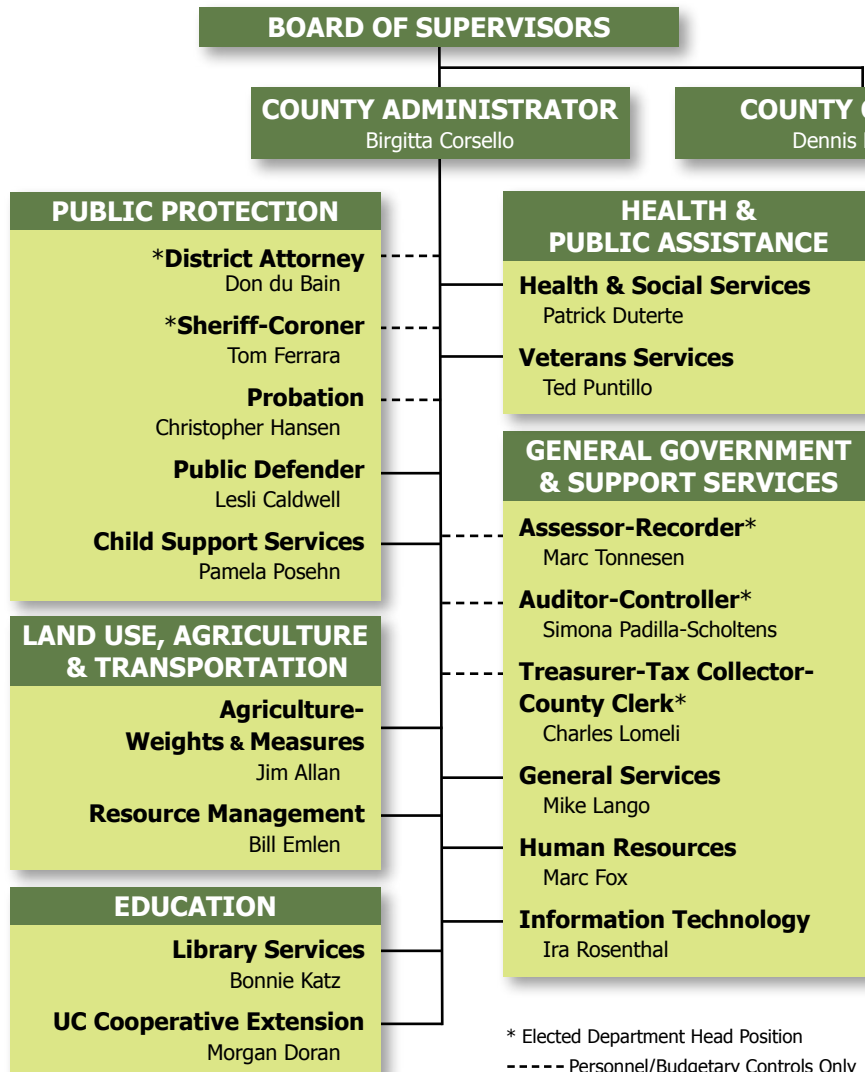 BOARD OF SUPERVISORS
COUNTY ADMINISTRATOR
Birgitta Corsello
COUNTY
Dennis
PUBLIC PROTECTION
*District Attorney
Don du Bain
*Sheriff-Coroner
Tom Ferrara
Probation
Christopher Hansen
Public Defender
Lesli Caldwell
Child Support Services
Pamela Posehn
LAND USE, AGRICULTURE
& TRANSPORTATION
Agriculture-
Weights & Measures
Jim Allan
Resource Management
Bill Emlen
EDUCATION
Library Services
Bonnie Katz
UC Cooperative Extension
Morgan Doran
HEALTH &
PUBLIC ASSISTANCE
Health & Social Services
Patrick Duterte
Veterans Services
Ted Puntillo
GENERAL GOVERNMENT
& SUPPORT SERVICES
Assessor-Recorder*
Marc Tonnesen
Auditor-Controller*
Simona Padilla-Scholtens
Treasurer-Tax Collector-
County Clerk*
Charles Lomeli
General Services
Mike Lango
Human Resources
Marc Fox
Information Technology
Ira Rosenthal
* Elected Department Head Position
----- Personnel/Budgetary Controls Only